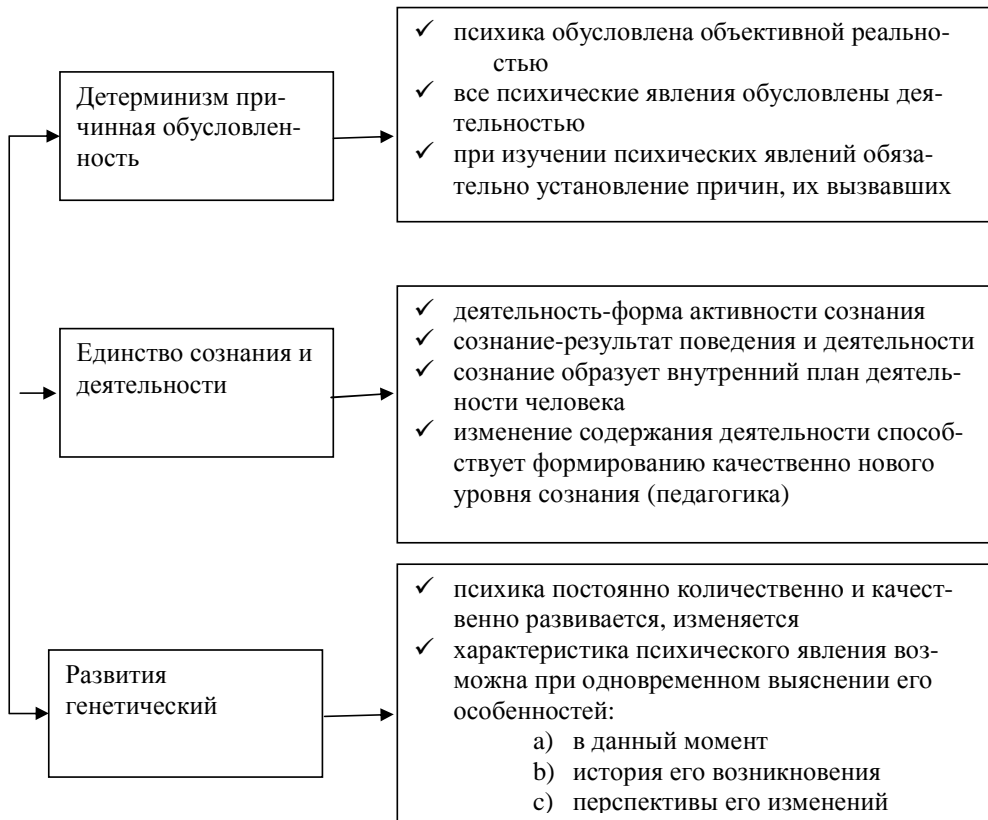 Детерминизм при-
чинная обусловлен-
ность
✓ психика обусловлена объективной реально-
стью
✓ все психические явления обусловлены дея-
тельностью
✓ при изучении психических явлений обяза-
тельно установление причин, их вызвавших
Единство сознания и
деятельности
✓ деятельность-форма активности сознания
✓ сознание-результат поведения и деятельности
✓ сознание образует внутренний план деятель-
ности человека
✓ изменение содержания деятельности способ-
ствует формированию качественно нового
уровня сознания (педагогика)
Развития
генетический
✓ психика постоянно количественно и качест-
венно развивается, изменяется
✓ характеристика психического явления воз-
можна при одновременном выяснении его
особенностей:
a) в данный момент
b) история его возникновения
c) перспективы его изменений